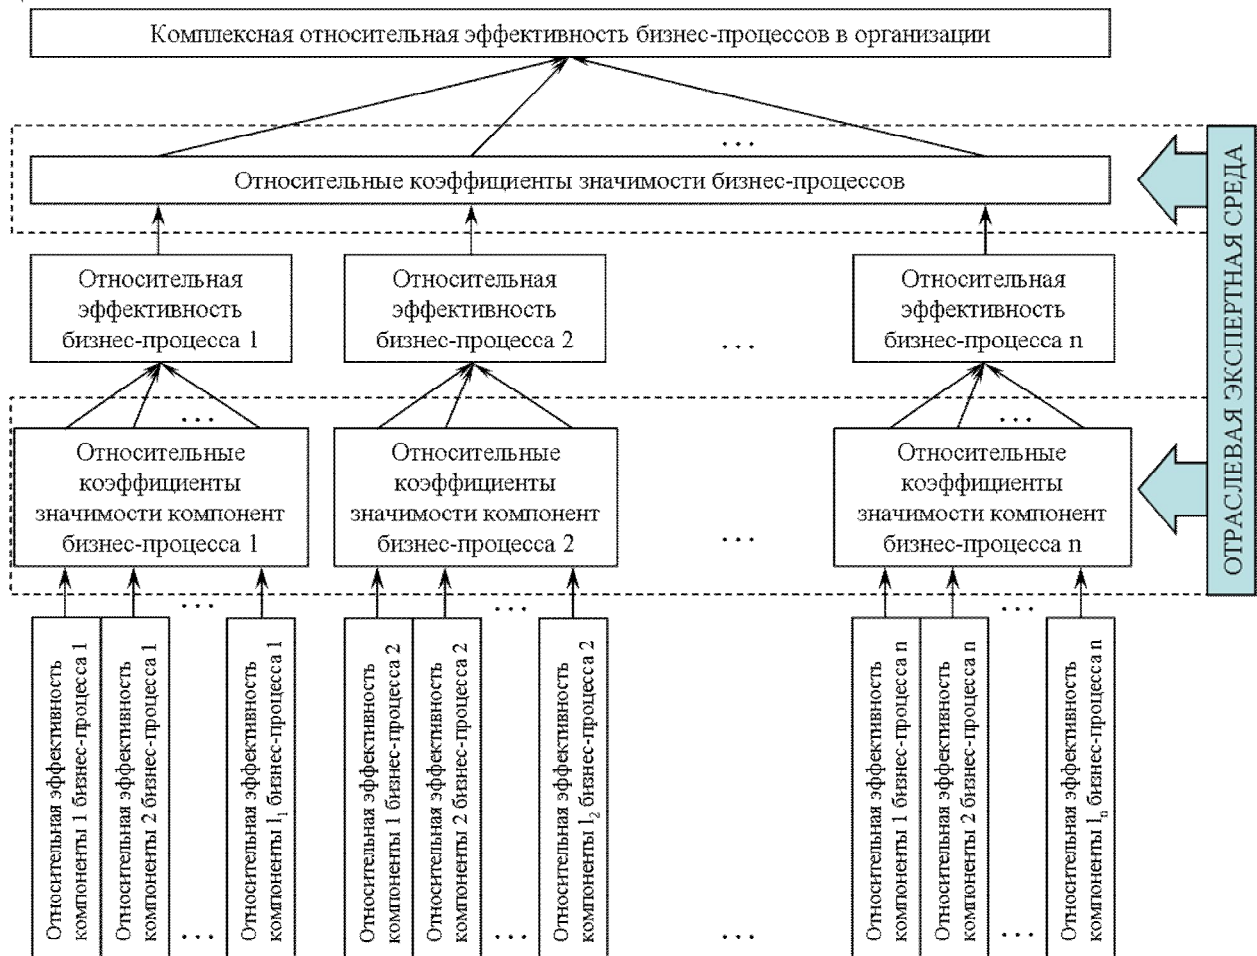 Комплексная относительная эффективность бизнес-процессов в организации
...
Относительные коэффициенты значимости бизнес-процессов
ОТРАСЛЕВАЯ ЭКСПЕРТНАЯ СРЕДА
Относительная
эффективность
бизнес-процесса 1
Относительная
эффективность
бизнес-процесса 2
...
Относительная
эффективность
бизнес-процесса n
...
...
Относительные
коэффициенты
значимости компонент
бизнес-процесса 1
Относительные
коэффициенты
значимости компонент
бизнес-процесса 2
...
Относительные
коэффициенты
значимости компонент
бизнес-процесса n
...
...
...
Относительная эффективность
компоненты 1 бизнес-процесса 1
Относительная эффективность
компоненты 2 бизнес-процесса 1
...
Относительная эффективность
компоненты l₁ бизнес-процесса 1
Относительная эффективность
компоненты 1 бизнес-процесса 2
Относительная эффективность
компоненты 2 бизнес-процесса 2
...
Относительная эффективность
компоненты l₂ бизнес-процесса 2
...
Относительная эффективность
компоненты 1 бизнес-процесса n
Относительная эффективность
компоненты 2 бизнес-процесса n
...
Относительная эффективность
компоненты lₙ бизнес-процесса n